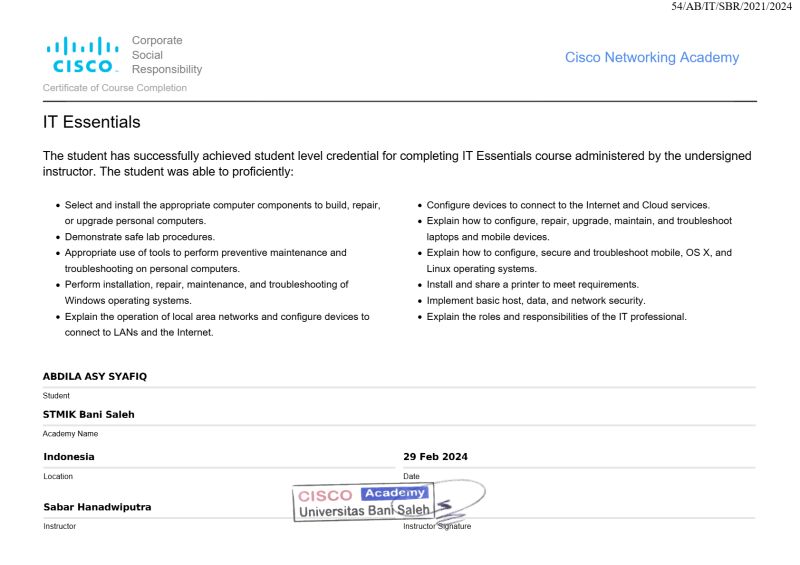 54/AB/IT/SBR/2021/2024
CISCO
Corporate
Social
Responsibility
Cisco Networking Academy
Certificate of Course Completion
IT Essentials
The student has successfully achieved student level credential for completing IT Essentials course administered by the undersigned
instructor. The student was able to proficiently:
• Select and install the appropriate computer components to build, repair,
or upgrade personal computers.
• Demonstrate safe lab procedures.
• Appropriate use of tools to perform preventive maintenance and
troubleshooting on personal computers.
• Perform installation, repair, maintenance, and troubleshooting of
Windows operating systems.
• Explain the operation of local area networks and configure devices to
connect to LANs and the Internet.
• Configure devices to connect to the Internet and Cloud services.
• Explain how to configure, repair, upgrade, maintain, and troubleshoot
laptops and mobile devices.
• Explain how to configure, secure and troubleshoot mobile, OS X, and
Linux operating systems.
• Install and share a printer to meet requirements.
• Implement basic host, data, and network security.
• Explain the roles and responsibilities of the IT professional.
ABDILA ASY SYAFIQ
Student
STMIK Bani Saleh
Academy Name
Indonesia
Location
29 Feb 2024
Date
CISCO Academy
Universitas Bani Saleh
Sabar Hanadwiputra
Instructor
Instructor Signature